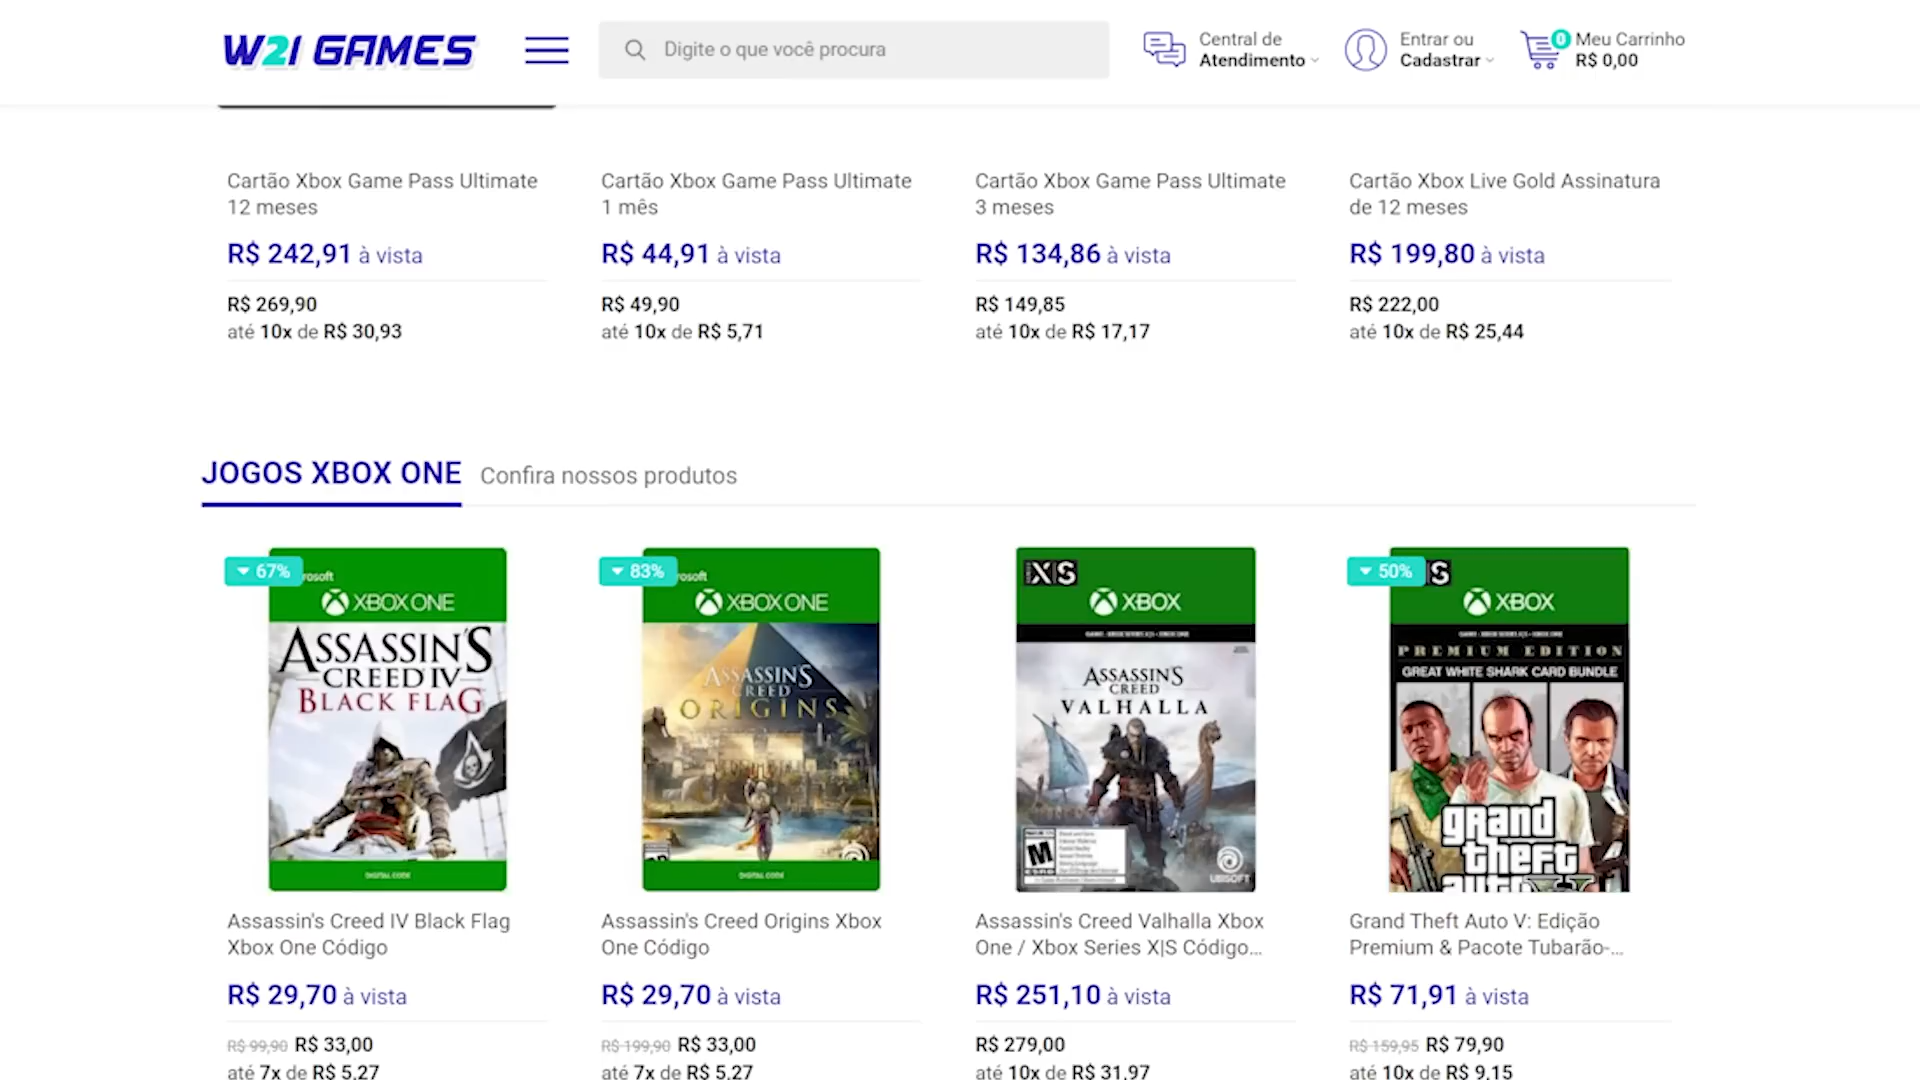 W2I GAMES
Digite o que você procura
Central de
Atendimento
Entrar ou
Cadastrar
0
Meu Carrinho
R$ 0,00
Cartão Xbox Game Pass Ultimate
12 meses
R$ 242,91 à vista
R$ 269,90
até 10x de R$ 30,93
Cartão Xbox Game Pass Ultimate
1 mês
R$ 44,91 à vista
R$ 49,90
até 10x de R$ 5,71
Cartão Xbox Game Pass Ultimate
3 meses
R$ 134,86 à vista
R$ 149,85
até 10x de R$ 17,17
Cartão Xbox Live Gold Assinatura
de 12 meses
R$ 199,80 à vista
R$ 222,00
até 10x de R$ 25,44
JOGOS XBOX ONE Confira nossos produtos
67%
rosoft
XBOX ONE
ASSASSIN'S
CREED IV
BLACK FLAG
DIGITAL CODE
Assassin's Creed IV Black Flag
Xbox One Código
R$ 29,70 à vista
R$ 99,90 R$ 33,00
até 7x de R$ 5,27
83%
rosoft
XBOX ONE
ASSASSIN'S
CREED
ORIGINS
DIGITAL CODE
Assassin's Creed Origins Xbox
One Código
R$ 29,70 à vista
R$ 199,90 R$ 33,00
até 7x de R$ 5,27
X|S
XBOX
ASSASSIN'S
CREED
VALHALLA
M
UBISOFT
Assassin's Creed Valhalla Xbox
One / Xbox Series X|S Código...
R$ 251,10 à vista
R$ 279,00
até 10x de R$ 31,97
50%
S
XBOX
PREMIUM EDITION
GREAT WHITE SHARK CARD BUNDLE
grand
theft
auto V
Grand Theft Auto V: Edição
Premium & Pacote Tubarão-...
R$ 71,91 à vista
R$ 159,95 R$ 79,90
até 10x de R$ 9,15